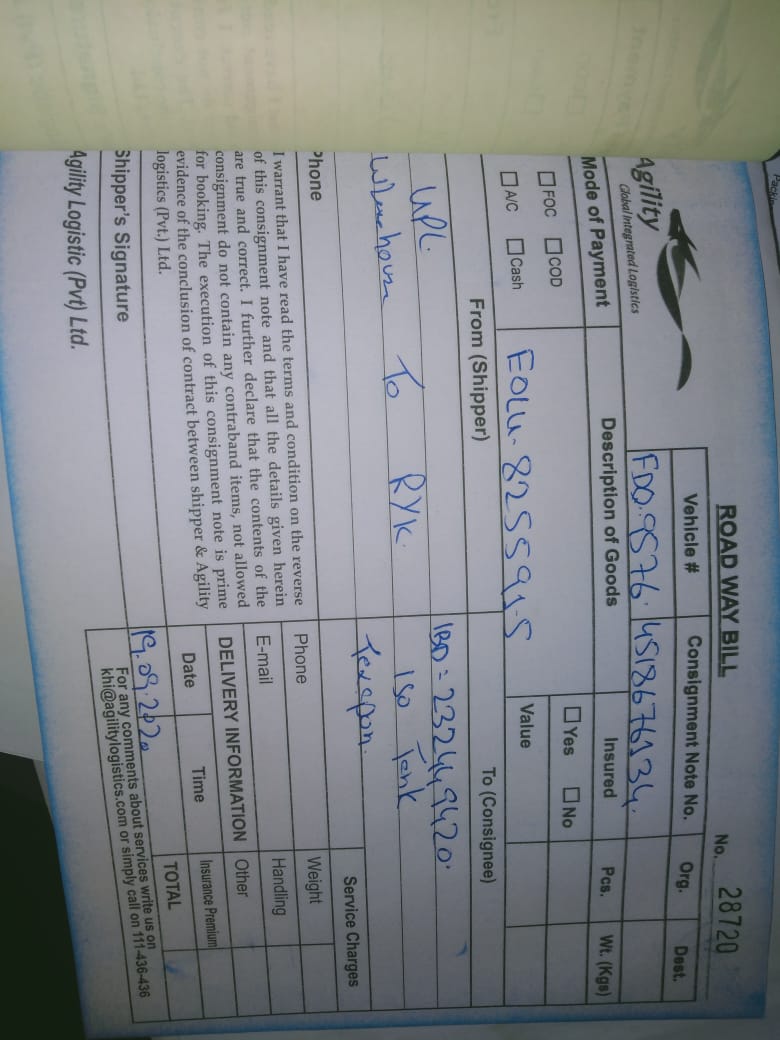 ROAD WAY BILL
No. 28720
Agility
Global Integrated Logistics
Vehicle # Consignment Note No. Org. Dest.
FDQ.9576. 4518676134.
Mode of Payment Description of Goods Insured Pcs. Wt. (Kgs)
FOC COD Yes No
A/C Cash EOLU-8255915 Value
From (Shipper) To (Consignee)
UPL. IBD = 232449420.
To RYK. ISO Tank
Texapon.
Service Charges
Phone Phone Weight
I warrant that I have read the terms and condition on the reverse
of this consignment note and that all the details given herein
are true and correct. I further declare that the contents of the
consignment do not contain any contraband items, not allowed
for booking. The execution of this consignment note is prime
evidence of the conclusion of contract between shipper & Agility
logistics (Pvt.) Ltd.
E-mail Handling
DELIVERY INFORMATION Other
Date Time Insurance Premium
19.09.2020 TOTAL
Shipper's Signature
For any comments about services write us on
khi@agilitylogistics.com or simply call on 111-436-436
Agility Logistic (Pvt) Ltd.